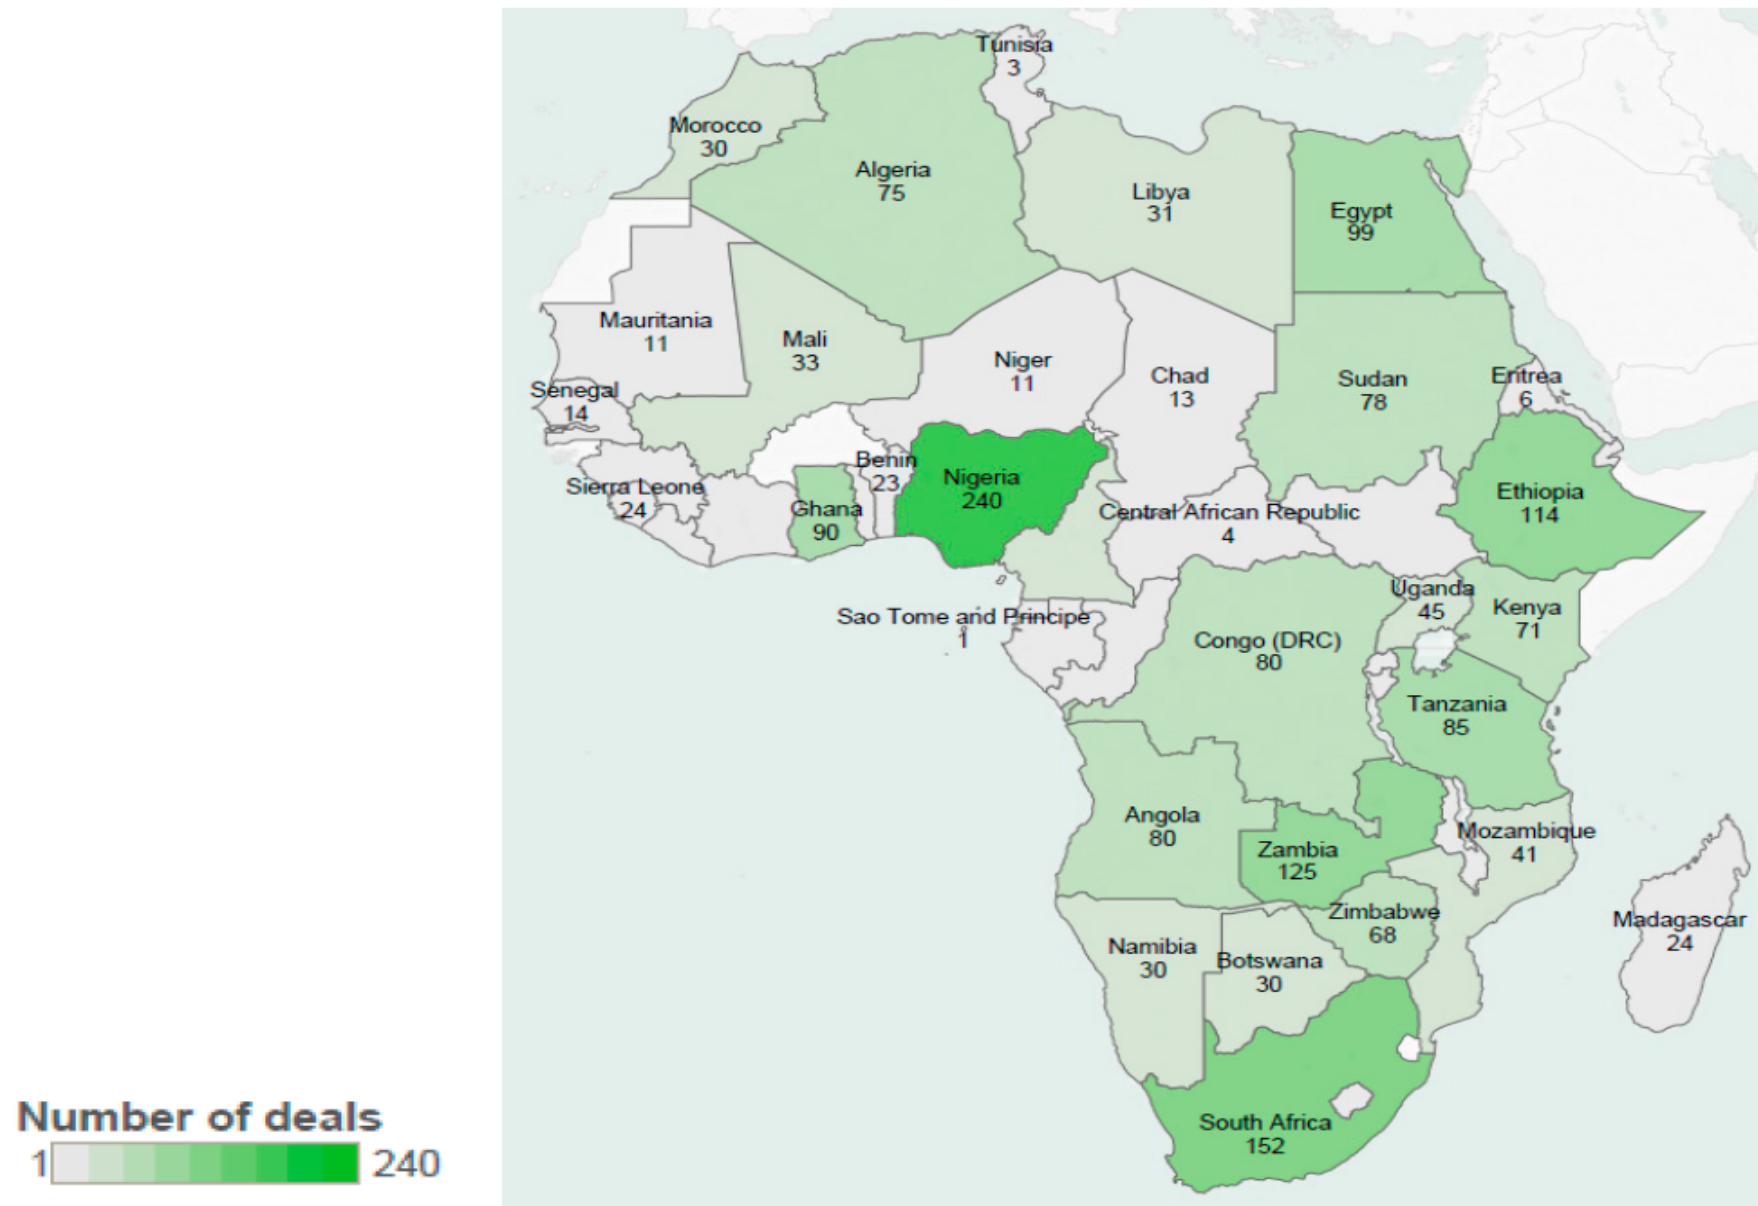 Tunisia
3
Morocco
30
Algeria
75
Libya
31
Egypt
99
Mauritania
11
Mali
33
Niger
11
Chad
13
Sudan
78
Eritrea
6
Senegal
14
Benin
23
Nigeria
240
Sierra Leone
24
Ghana
90
Central African Republic
4
Ethiopia
114
Uganda
45
Kenya
71
Sao Tome and Principe
1
Congo (DRC)
80
Tanzania
85
Angola
80
Zambia
125
Mozambique
41
Zimbabwe
68
Madagascar
24
Namibia
30
Botswana
30
South Africa
152
Number of deals
1 240